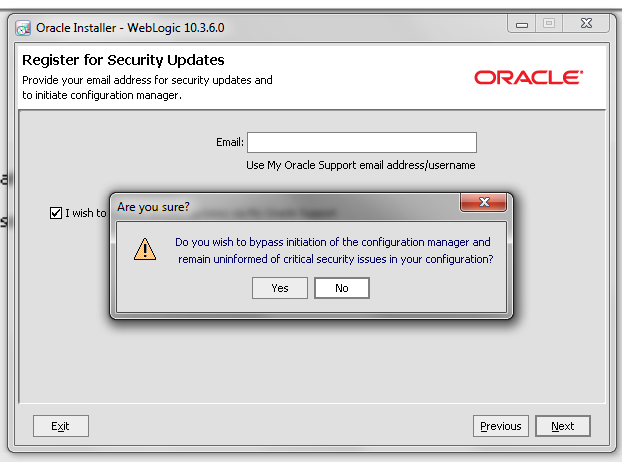 Oracle Installer - WebLogic 10.3.6.0
Register for Security Updates
Provide your email address for security updates and
to initiate configuration manager.
ORACLE
Email:
Use My Oracle Support email address/username
I wish to
Are you sure?
Do you wish to bypass initiation of the configuration manager and
remain uninformed of critical security issues in your configuration?
Yes No
Exit Previous Next